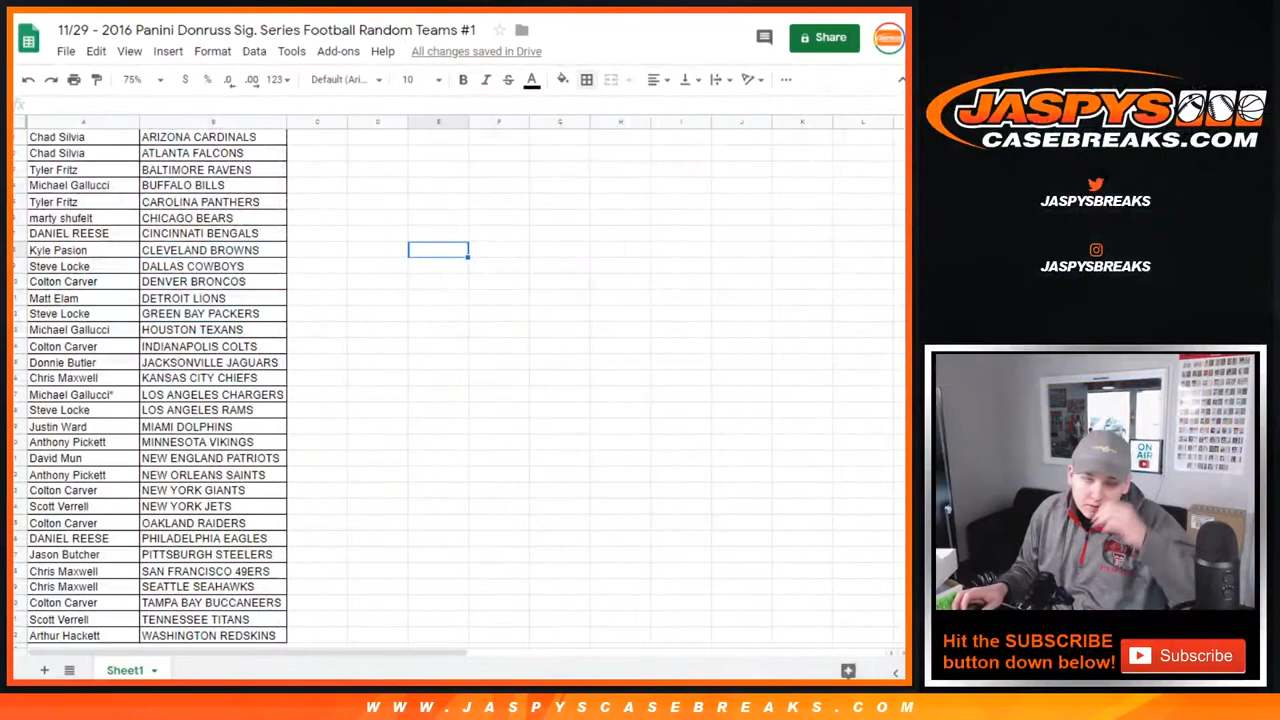 11/29 - 2016 Panini Donruss Sig. Series Football Random Teams #1
Share
File Edit View Insert Format Data Tools Add-ons Help All changes saved in Drive
75% $ % .0 .00 123 Default (Ari... 10 B I S A
A B C D E F G H I J K L
Chad Silvia ARIZONA CARDINALS
Chad Silvia ATLANTA FALCONS
Tyler Fritz BALTIMORE RAVENS
Michael Gallucci BUFFALO BILLS
Tyler Fritz CAROLINA PANTHERS
marty shufelt CHICAGO BEARS
DANIEL REESE CINCINNATI BENGALS
Kyle Pasion CLEVELAND BROWNS
Steve Locke DALLAS COWBOYS
Colton Carver DENVER BRONCOS
Matt Elam DETROIT LIONS
Steve Locke GREEN BAY PACKERS
Michael Gallucci HOUSTON TEXANS
Colton Carver INDIANAPOLIS COLTS
Donnie Butler JACKSONVILLE JAGUARS
Chris Maxwell KANSAS CITY CHIEFS
Michael Gallucci* LOS ANGELES CHARGERS
Steve Locke LOS ANGELES RAMS
Justin Ward MIAMI DOLPHINS
Anthony Pickett MINNESOTA VIKINGS
David Mun NEW ENGLAND PATRIOTS
Anthony Pickett NEW ORLEANS SAINTS
Colton Carver NEW YORK GIANTS
Scott Verrell NEW YORK JETS
Colton Carver OAKLAND RAIDERS
DANIEL REESE PHILADELPHIA EAGLES
Jason Butcher PITTSBURGH STEELERS
Chris Maxwell SAN FRANCISCO 49ERS
Chris Maxwell SEATTLE SEAHAWKS
Colton Carver TAMPA BAY BUCCANEERS
Scott Verrell TENNESSEE TITANS
Arthur Hackett WASHINGTON REDSKINS
Sheet1
JASPYS
CASEBREAKS.COM
JASPYSBREAKS
JASPYSBREAKS
ON
AIR
Hit the SUBSCRIBE
button down below!
Subscribe
WWW.JASPYSCASEBREAKS.COM